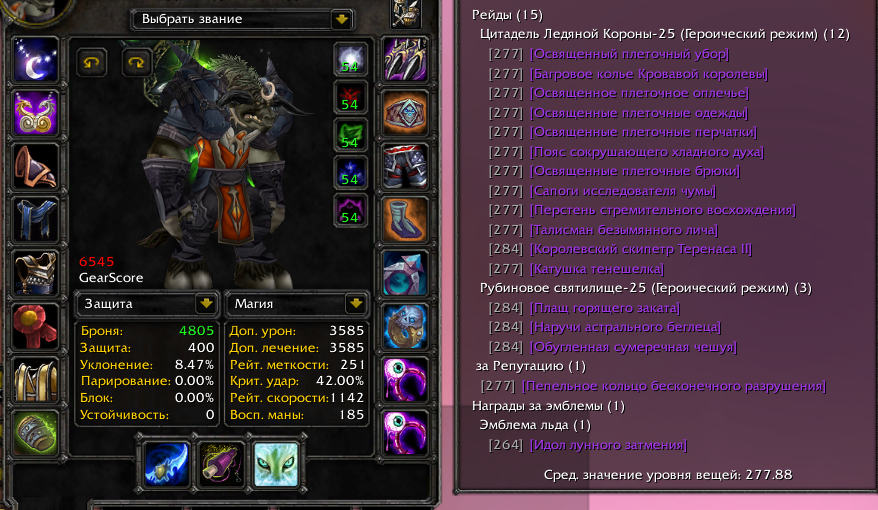 Выбрать звание
54
54
54
54
54
6545
GearScore
Защита
Броня: 4805
Защита: 400
Уклонение: 8.47%
Парирование: 0.00%
Блок: 0.00%
Устойчивость: 0
Магия
Доп. урон: 3585
Доп. лечение: 3585
Рейт. меткости: 251
Крит. удар: 42.00%
Рейт. скорости: 1142
Восп. маны: 185
Рейды (15)
Цитадель Ледяной Короны-25 (Героический режим) (12)
[277] [Освященный плеточный убор]
[277] [Багровое колье Кровавой королевы]
[277] [Освященное плеточное оплечье]
[277] [Освященные плеточные одежды]
[277] [Освященные плеточные перчатки]
[277] [Пояс сокрушающего хладного духа]
[277] [Освященные плеточные брюки]
[277] [Сапоги исследователя чумы]
[277] [Перстень стремительного восхождения]
[277] [Талисман безымянного лича]
[284] [Королевский скипетр Теренаса II]
[277] [Катушка тенешелка]
Рубиновое святилище-25 (Героический режим) (3)
[284] [Плащ горящего заката]
[284] [Наручи астрального беглеца]
[284] [Обугленная сумеречная чешуя]
за Репутацию (1)
[277] [Пепельное кольцо бесконечного разрушения]
Награды за эмблемы (1)
Эмблема льда (1)
[264] [Идол лунного затмения]
Сред. значение уровня вещей: 277.88